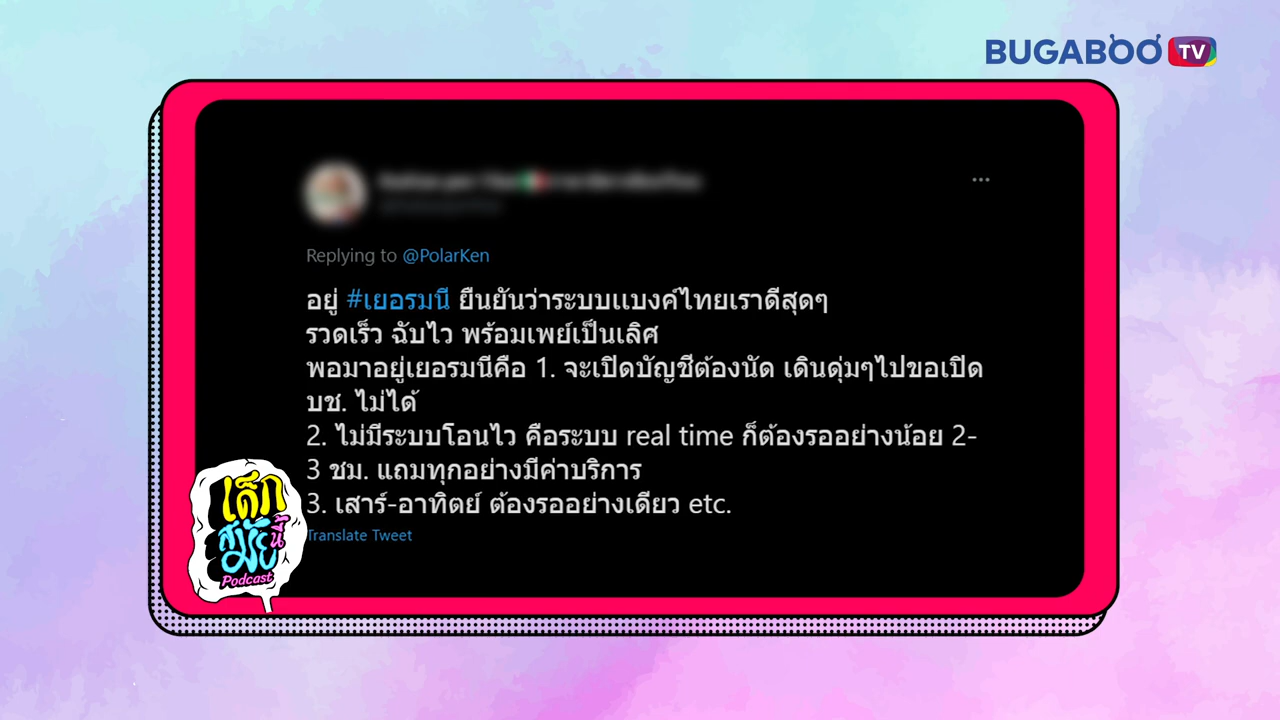 BUGABOO TV
Replying to @PolarKen
อยู่ #เยอรมนี ยืนยันว่าระบบแบงค์ไทยเราดีสุดๆ
รวดเร็ว ฉับไว พร้อมเพย์เป็นเลิศ
พอมาอยู่เยอรมนีคือ 1. จะเปิดบัญชีต้องนัด เดินดุ่มๆไปขอเปิด
บช. ไม่ได้
2. ไม่มีระบบโอนไว คือระบบ real time ก็ต้องรออย่างน้อย 2-
3 ชม. แถมทุกอย่างมีค่าบริการ
3. เสาร์-อาทิตย์ ต้องรออย่างเดียว etc.
Translate Tweet
เด็ก
สมัยนี้
Podcast